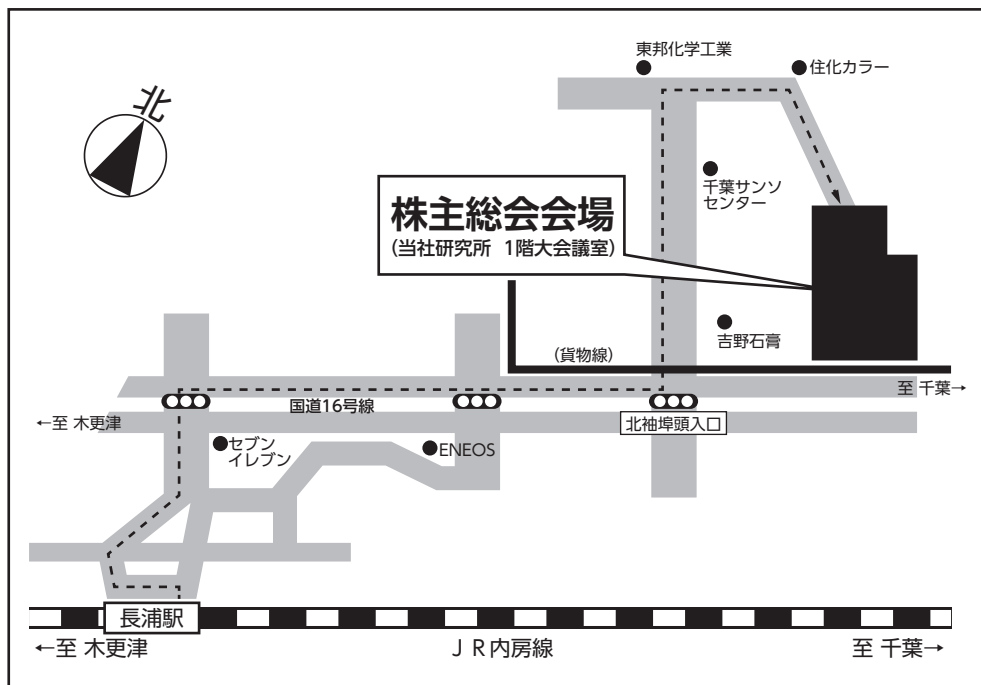 東邦化学工業
住化カラー
北
千葉サンソ
センター
株主総会会場
(当社研究所 1階大会議室)
吉野石膏
(貨物線)
至 千葉→
国道16号線
←至 木更津
北袖埠頭入口
セブン
イレブン
ENEOS
長浦駅
←至 木更津
JR内房線
至 千葉→